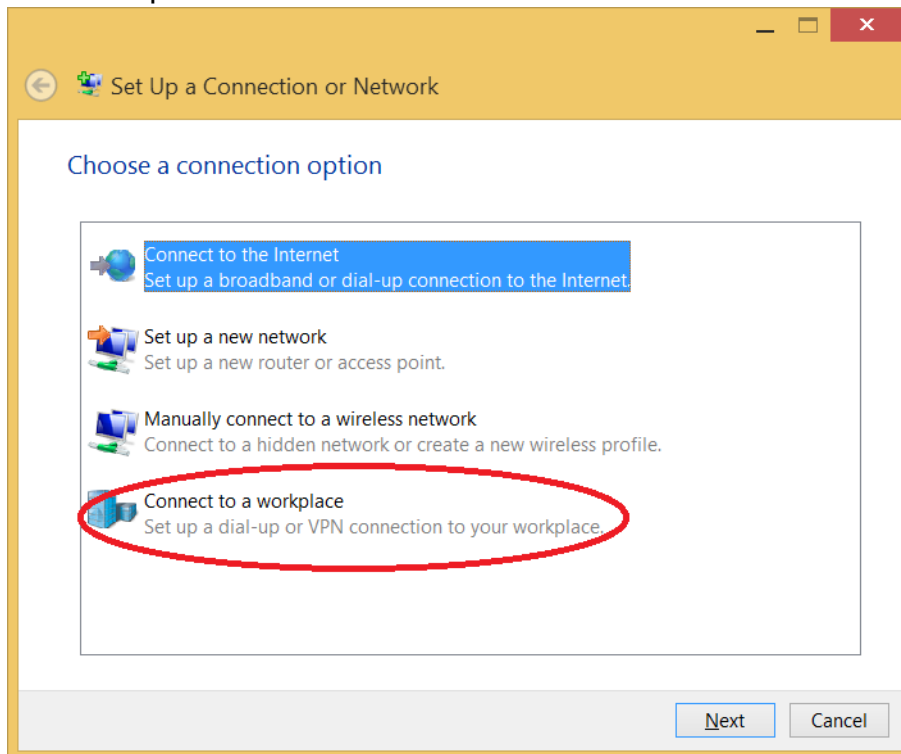 Set Up a Connection or Network
Choose a connection option
Connect to the Internet
Set up a broadband or dial-up connection to the Internet.
Set up a new network
Set up a new router or access point.
Manually connect to a wireless network
Connect to a hidden network or create a new wireless profile.
Connect to a workplace
Set up a dial-up or VPN connection to your workplace.
Next Cancel